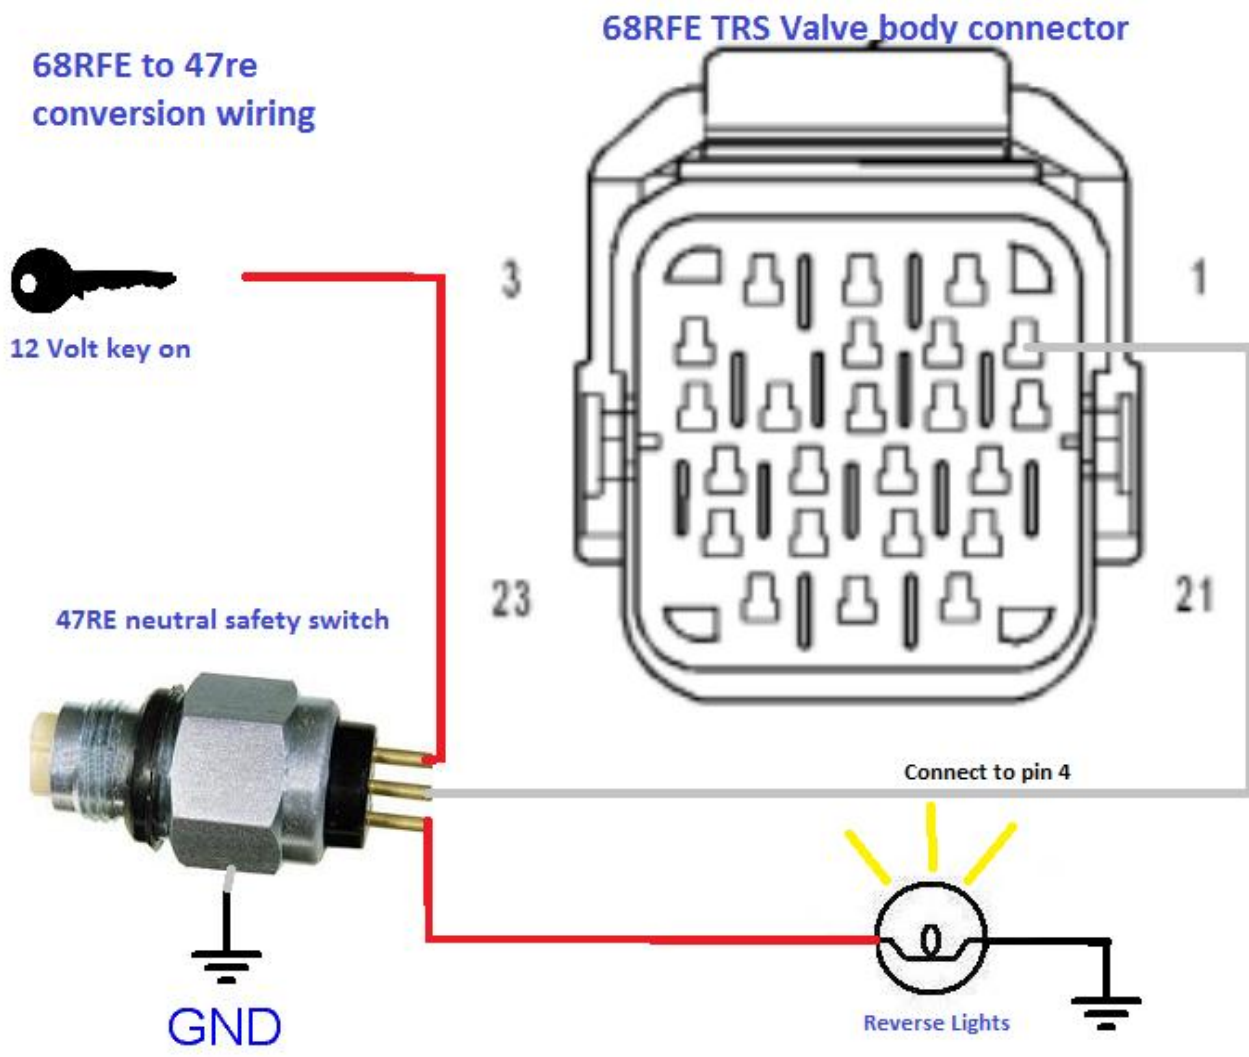 68RFE TRS Valve body connector
68RFE to 47re
conversion wiring
3
1
12 Volt key on
23
21
47RE neutral safety switch
Connect to pin 4
GND
Reverse Lights